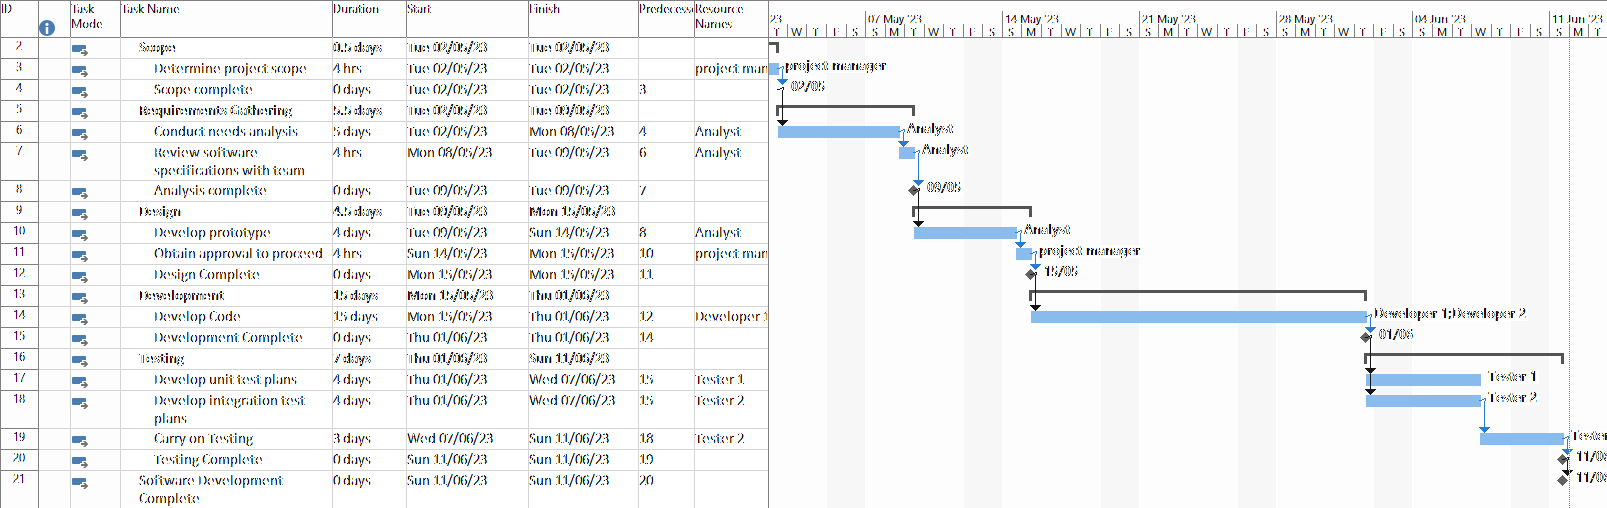 ID Task Mode Task Name Duration Start Finish Predecess Resource Names
23 07 May '23 14 May '23 21 May '23 28 May '23 04 Jun '23 11 Jun '23
T W T F S S M T W T F S S M T W T F S S M T W T F S S M T W T F S S M T W T F S S M T
2 Scope 0.5 days Tue 02/05/23 Tue 02/05/23
3 Determine project scope 4 hrs Tue 02/05/23 Tue 02/05/23 project man project manager
4 Scope complete 0 days Tue 02/05/23 Tue 02/05/23 3 02/05
5 Requirements Gathering 5.5 days Tue 02/05/23 Tue 09/05/23
6 Conduct needs analysis 5 days Tue 02/05/23 Mon 08/05/23 4 Analyst Analyst
7 Review software specifications with team 4 hrs Mon 08/05/23 Tue 09/05/23 6 Analyst Analyst
8 Analysis complete 0 days Tue 09/05/23 Tue 09/05/23 7 09/05
9 Design 4.5 days Tue 09/05/23 Mon 15/05/23
10 Develop prototype 4 days Tue 09/05/23 Sun 14/05/23 8 Analyst Analyst
11 Obtain approval to proceed 4 hrs Sun 14/05/23 Mon 15/05/23 10 project man project manager
12 Design Complete 0 days Mon 15/05/23 Mon 15/05/23 11 15/05
13 Development 15 days Mon 15/05/23 Thu 01/06/23
14 Develop Code 15 days Mon 15/05/23 Thu 01/06/23 12 Developer 1 Developer 1;Developer 2
15 Development Complete 0 days Thu 01/06/23 Thu 01/06/23 14 01/06
16 Testing 7 days Thu 01/06/23 Sun 11/06/23
17 Develop unit test plans 4 days Thu 01/06/23 Wed 07/06/23 15 Tester 1 Tester 1
18 Develop integration test plans 4 days Thu 01/06/23 Wed 07/06/23 15 Tester 2 Tester 2
19 Carry on Testing 3 days Wed 07/06/23 Sun 11/06/23 18 Tester 2 Tester
20 Testing Complete 0 days Sun 11/06/23 Sun 11/06/23 19 11/06
21 Software Development Complete 0 days Sun 11/06/23 Sun 11/06/23 20 11/06